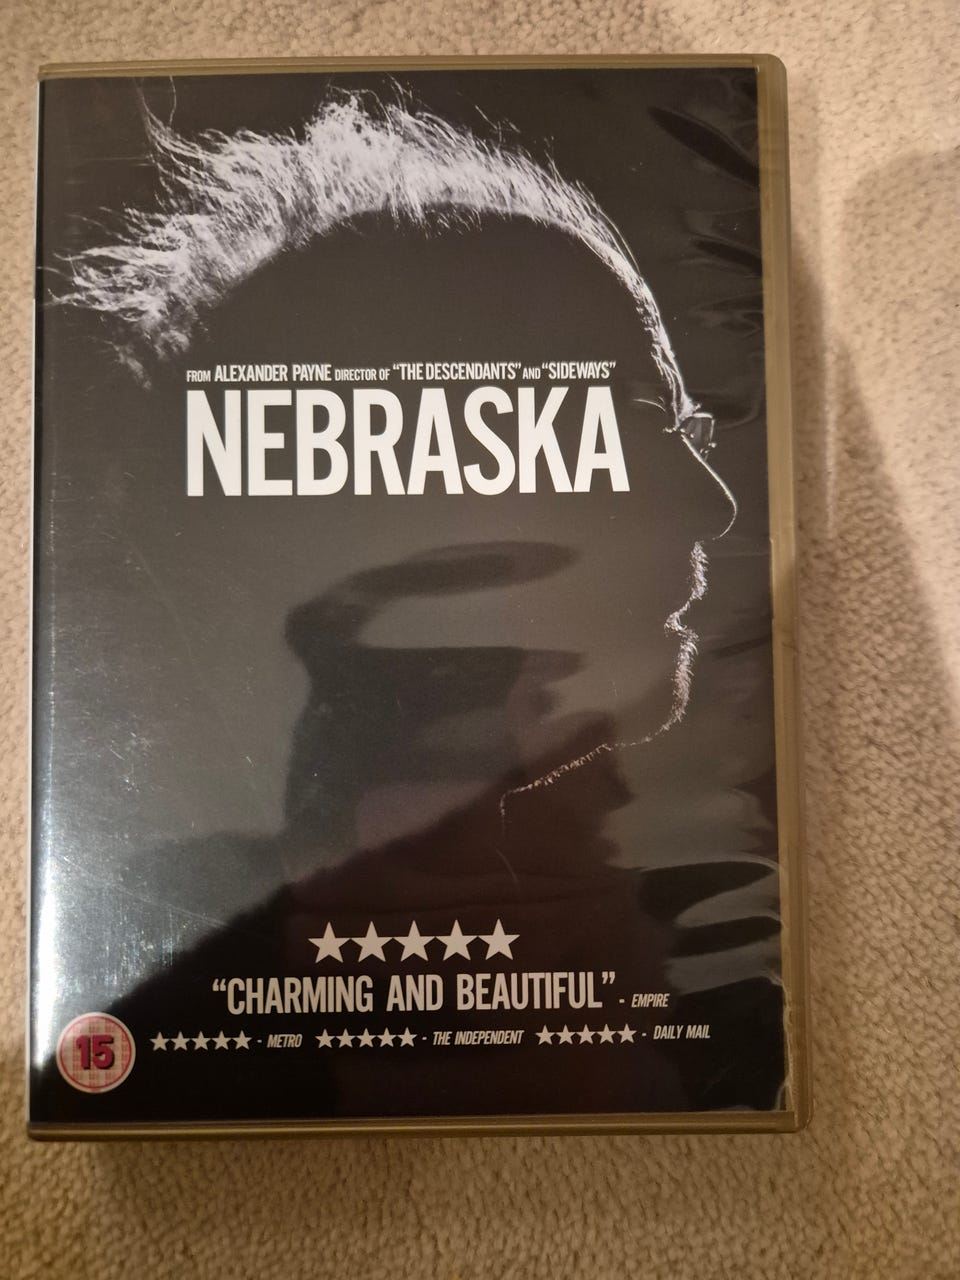 FROM ALEXANDER PAYNE DIRECTOR OF "THE DESCENDANTS" AND "SIDEWAYS"
NEBRASKA
"CHARMING AND BEAUTIFUL" - EMPIRE
15 - METRO - THE INDEPENDENT - DAILY MAIL